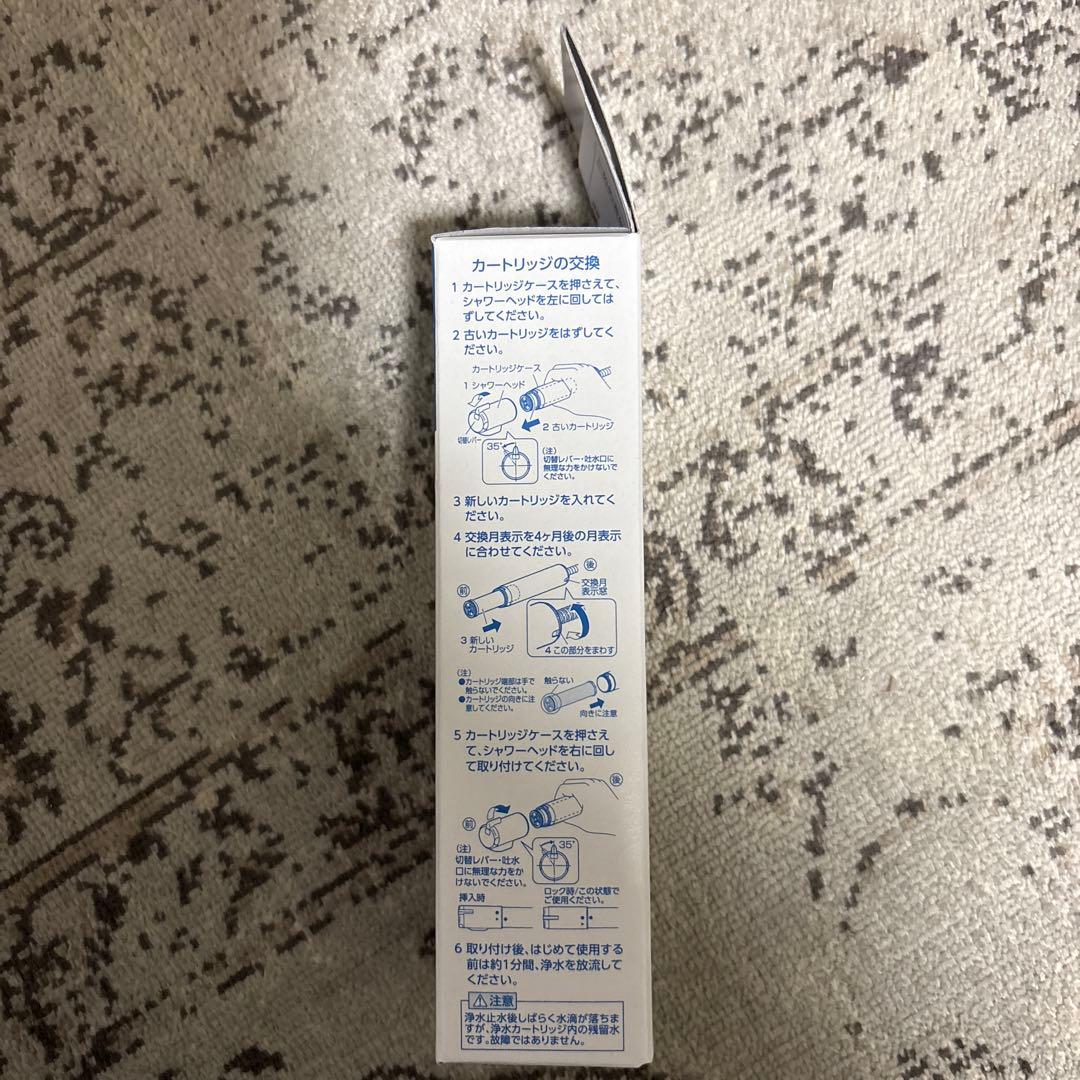 カートリッジの交換
1 カートリッジケースを押さえて、
シャワーヘッドを左に回しては
ずしてください。
2 古いカートリッジをはずしてく
ださい。
カートリッジケース
1 シャワーヘッド
切替レバー
2 古いカートリッジ
35°
(注)
切替レバー・吐水口に
無理な力をかけないで
ください。
3 新しいカートリッジを入れてく
ださい。
4 交換月表示を4ヶ月後の月表示
に合わせてください。
後
前
交換月
表示窓
3 新しい
カートリッジ
4 この部分をまわす
(注)
●カートリッジ端部は手で
触らないでください。
●カートリッジの向きに注
意してください。
触らない
向きに注意
5 カートリッジケースを押さえ
て、シャワーヘッドを右に回し
て取り付けてください。
後
前
(注)
切替レバー・吐水
口に無理な力をか
けないでください。
35°
挿入時
ロック時/この状態で
ご使用ください。
6 取り付け後、はじめて使用する
前は約1分間、浄水を放流して
ください。
⚠注意
浄水止水後しばらく水滴が落ちま
すが、浄水カートリッジ内の残留水
です。故障ではありません。